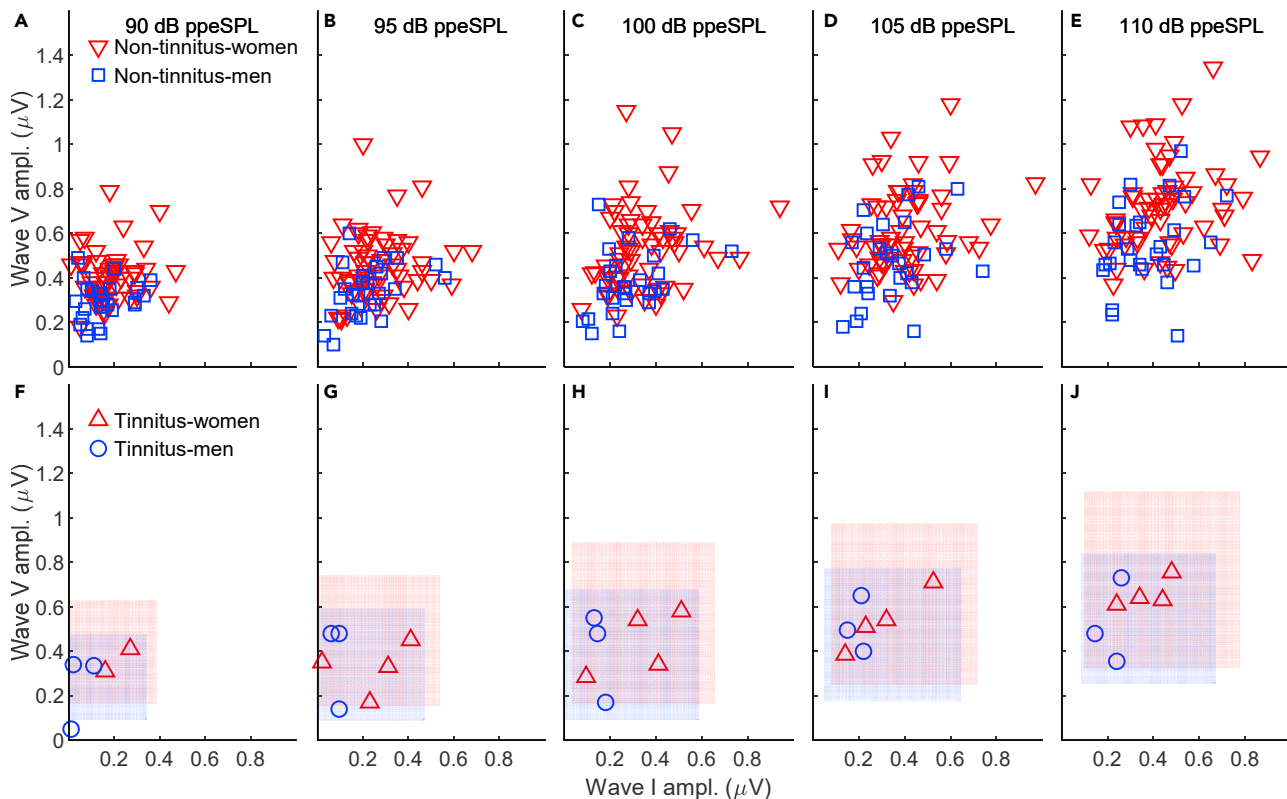 A 90 dB ppeSPL
B 95 dB ppeSPL
C 100 dB ppeSPL
D 105 dB ppeSPL
E 110 dB ppeSPL
Non-tinnitus-women
Non-tinnitus-men
Wave V ampl. (μV)
1.4
1.2
1
0.8
0.6
0.4
0.2
0
F
G
H
I
J
Tinnitus-women
Tinnitus-men
Wave V ampl. (μV)
1.4
1.2
1
0.8
0.6
0.4
0.2
0
0.2 0.4 0.6 0.8
0.2 0.4 0.6 0.8
0.2 0.4 0.6 0.8
0.2 0.4 0.6 0.8
0.2 0.4 0.6 0.8
Wave I ampl. (μV)